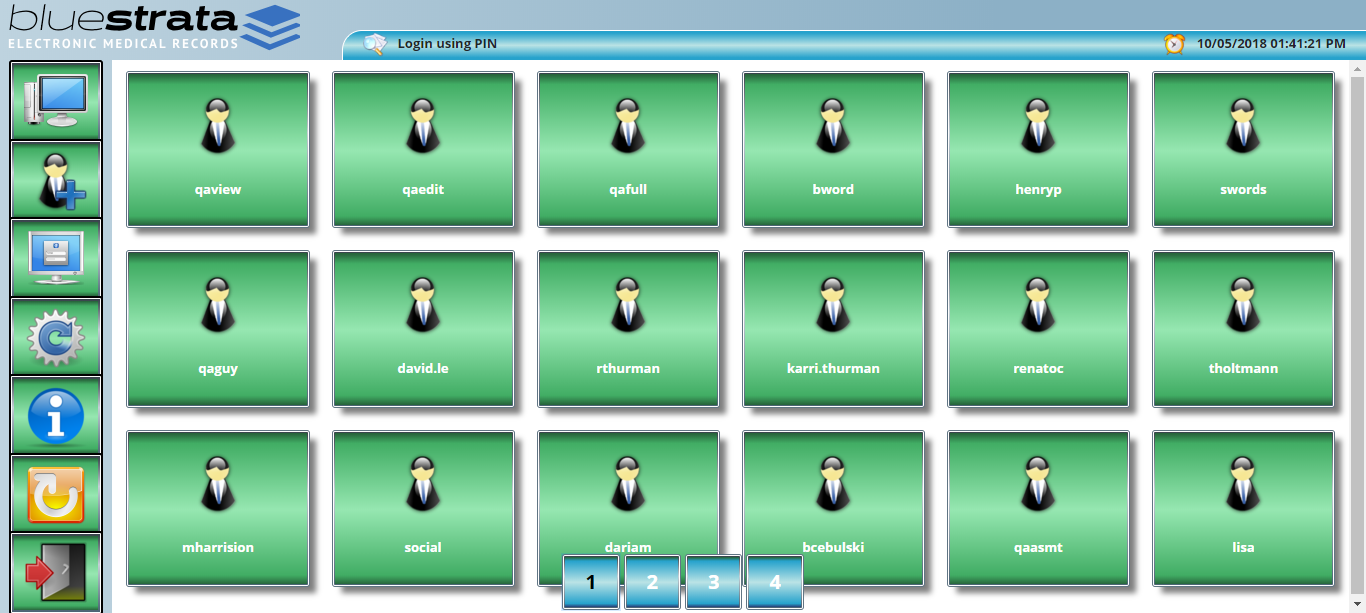 bluestrata
ELECTRONIC MEDICAL RECORDS
Login using PIN
10/05/2018 01:41:21 PM
qaview
qaedit
qafull
bword
henryp
swords
qaguy
david.le
rthurman
karri.thurman
renatoc
tholtmann
mharrision
social
dariam
bcebulski
qaasmt
lisa
1
2
3
4